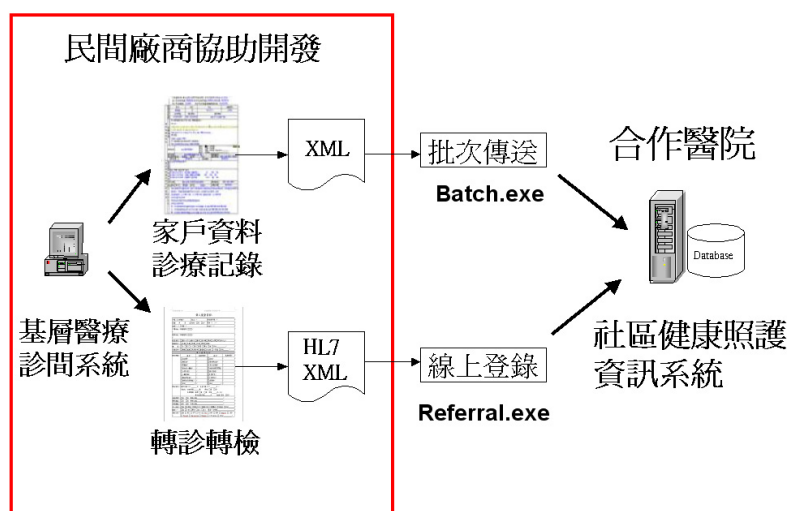 民間廠商協助開發
XML
批次傳送
Batch.exe
合作醫院
Database
家戶資料
診療記錄
基層醫療
診間系統
HL7
XML
線上登錄
Referral.exe
社區健康照護
資訊系統
轉診轉檢